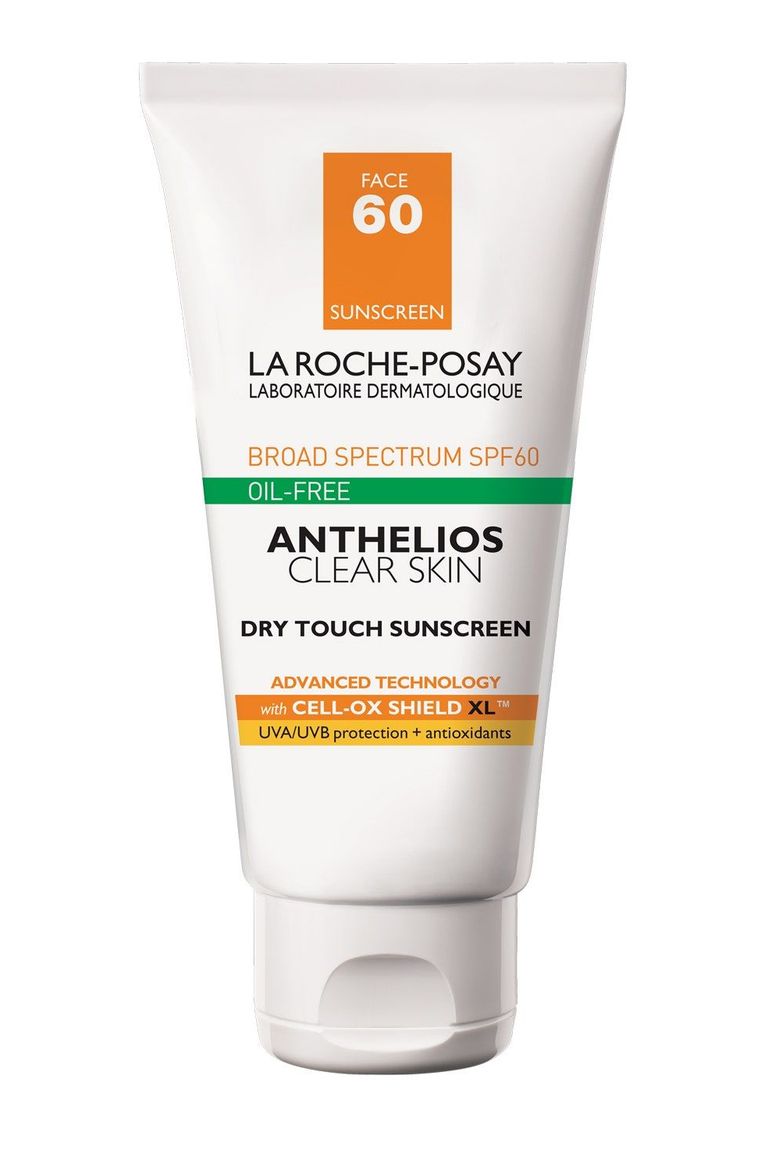 FACE
60
SUNSCREEN
LA ROCHE-POSAY
LABORATOIRE DERMATOLOGIQUE
BROAD SPECTRUM SPF60
OIL-FREE
ANTHELIOS
CLEAR SKIN
DRY TOUCH SUNSCREEN
ADVANCED TECHNOLOGY
with CELL-OX SHIELD XL™
UVA/UVB protection + antioxidants